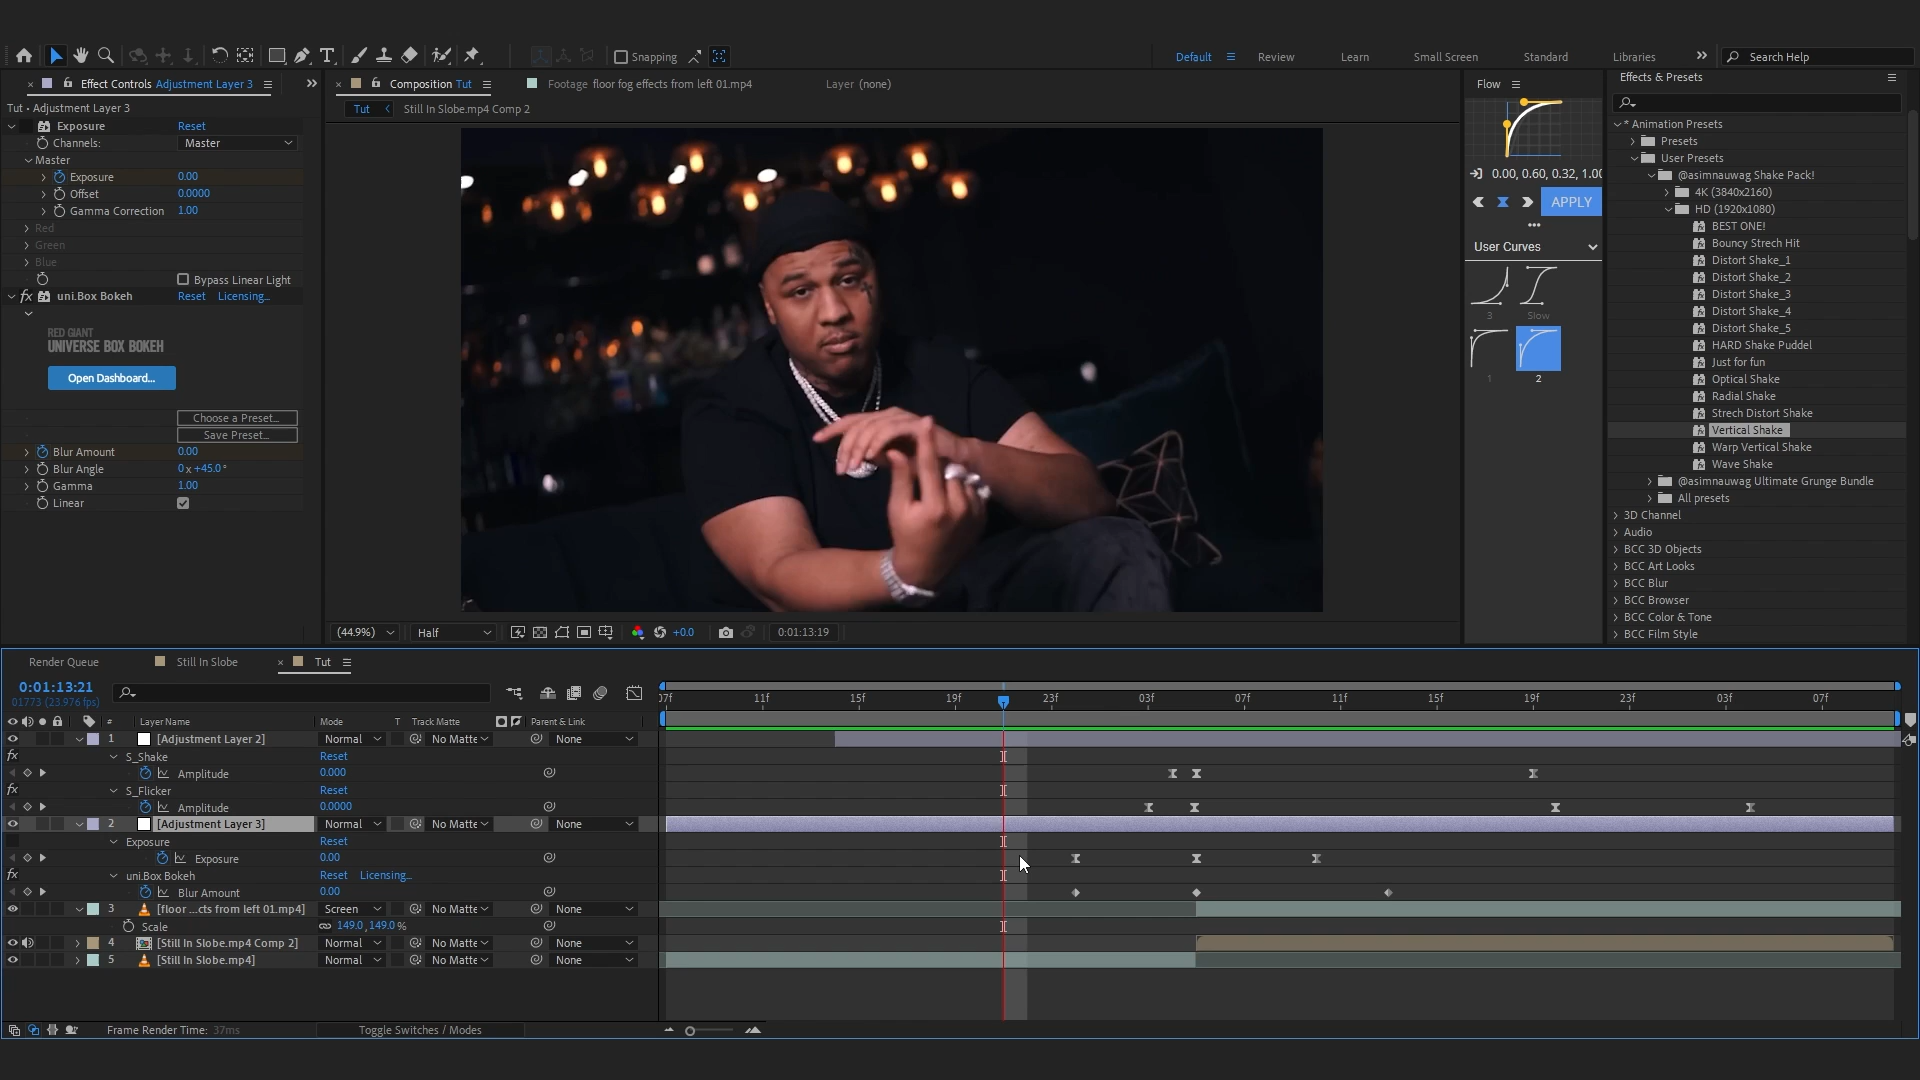 Snapping
Default
Review
Learn
Small Screen
Standard
Libraries
Search Help
Effect Controls Adjustment Layer 3
Composition Tut
Footage floor fog effects from left 01.mp4
Layer (none)
Flow
Effects & Presets
Tut • Adjustment Layer 3
Tut
Still In Slobe.mp4 Comp 2
Exposure Reset
Channels: Master
Master
Exposure 0.00
Offset 0.0000
Gamma Correction 1.00
Red
Green
Blue
Bypass Linear Light
fx uni.Box Bokeh Reset Licensing...
RED GIANT
UNIVERSE BOX BOKEH
Open Dashboard...
Choose a Preset...
Save Preset...
Blur Amount 0.00
Blur Angle 0 x +45.0 °
Gamma 1.00
Linear
(44.9%)
Half
+0.0
0:01:13:19
0.00, 0.60, 0.32, 1.00
APPLY
User Curves
3
Slow
1
2
* Animation Presets
Presets
User Presets
@asimnauwag Shake Pack!
4K (3840x2160)
HD (1920x1080)
BEST ONE!
Bouncy Strech Hit
Distort Shake_1
Distort Shake_2
Distort Shake_3
Distort Shake_4
Distort Shake_5
HARD Shake Puddel
Just for fun
Optical Shake
Radial Shake
Strech Distort Shake
Vertical Shake
Warp Vertical Shake
Wave Shake
@asimnauwag Ultimate Grunge Bundle
All presets
3D Channel
Audio
BCC 3D Objects
BCC Art Looks
BCC Blur
BCC Browser
BCC Color & Tone
BCC Film Style
Render Queue
Still In Slobe
Tut
0:01:13:21
01773 (23.976 fps)
07f 11f 15f 19f 23f 03f 07f 11f 15f 19f 23f 03f 07f
# Layer Name Mode T Track Matte Parent & Link
1 [Adjustment Layer 2] Normal No Matte None
fx S_Shake Reset
Amplitude 0.000
fx S_Flicker Reset
Amplitude 0.0000
2 [Adjustment Layer 3] Normal No Matte None
Exposure Reset
Exposure 0.00
fx uni.Box Bokeh Reset Licensing...
Blur Amount 0.00
3 [floor ...cts from left 01.mp4] Screen No Matte None
Scale 149.0, 149.0 %
4 [Still In Slobe.mp4 Comp 2] Normal No Matte None
5 [Still In Slobe.mp4] Normal No Matte None
Frame Render Time: 37ms
Toggle Switches / Modes